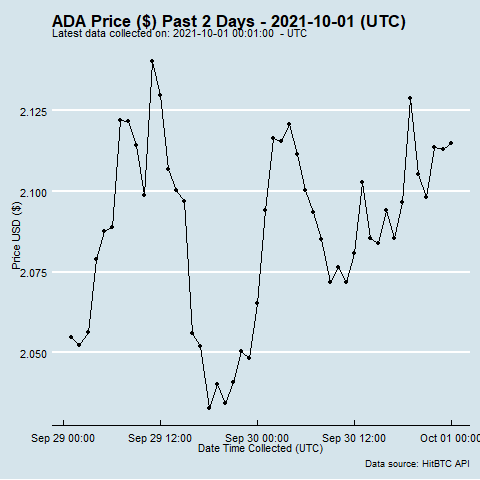 ADA Price ($) Past 2 Days - 2021-10-01 (UTC)
Latest data collected on: 2021-10-01 00:01:00  - UTC
2.125
2.100
2.075
2.050
Price USD ($)
Sep 29 00:00 Sep 29 12:00 Sep 30 00:00 Sep 30 12:00 Oct 01 00:00
Date Time Collected (UTC)
Data source: HitBTC API